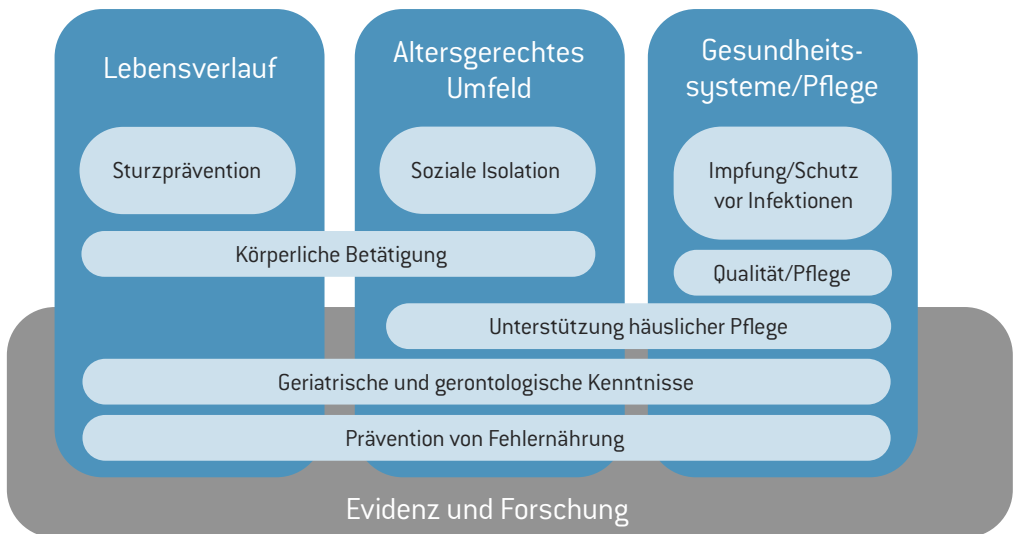 Lebensverlauf
Altersgerechtes
Umfeld
Gesundheits-
systeme/Pflege
Sturzprävention
Soziale Isolation
Impfung/Schutz
vor Infektionen
Körperliche Betätigung
Qualität/Pflege
Unterstützung häuslicher Pflege
Geriatrische und gerontologische Kenntnisse
Prävention von Fehlernährung
Evidenz und Forschung